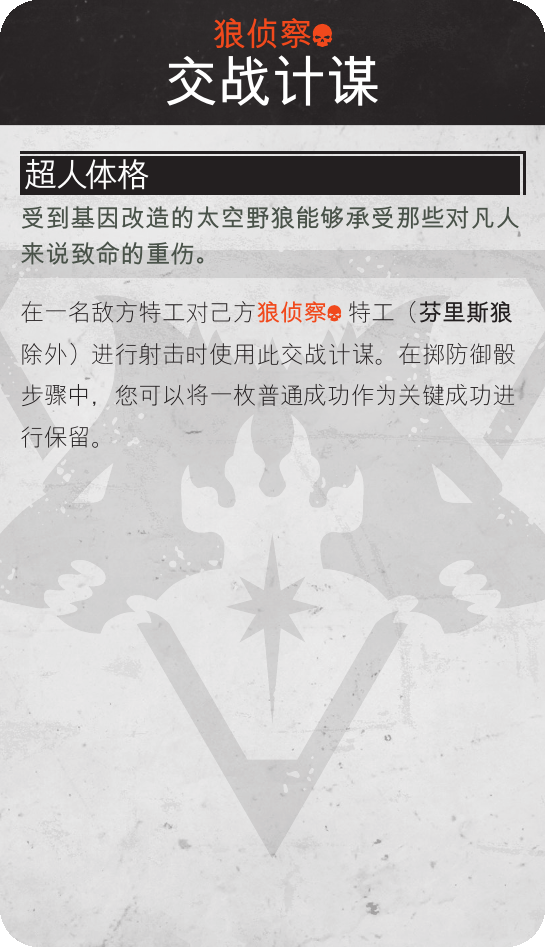 狼侦察
交战计谋
超人体格
受到基因改造的太空野狼能够承受那些对凡人
来说致命的重伤。
在一名敌方特工对己方狼侦察 特工（芬里斯狼
除外）进行射击时使用此交战计谋。在掷防御骰
步骤中，您可以将一枚普通成功作为关键成功进
行保留。